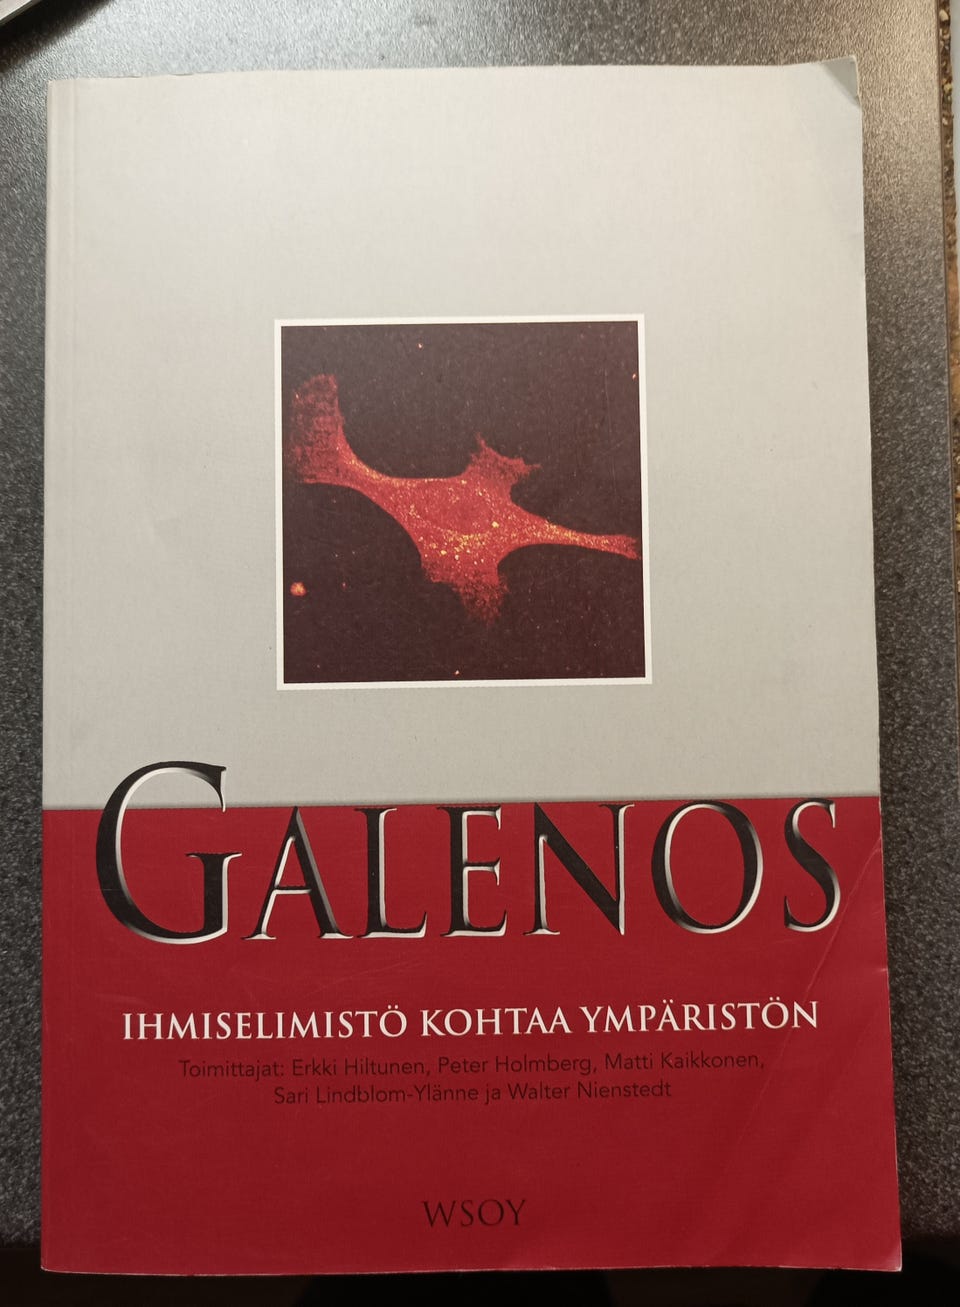 GALENOS
IHMISELIMISTÖ KOHTAA YMPÄRISTÖN
Toimittajat: Erkki Hiltunen, Peter Holmberg, Matti Kaikkonen,
Sari Lindblom-Ylänne ja Walter Nienstedt
WSOY